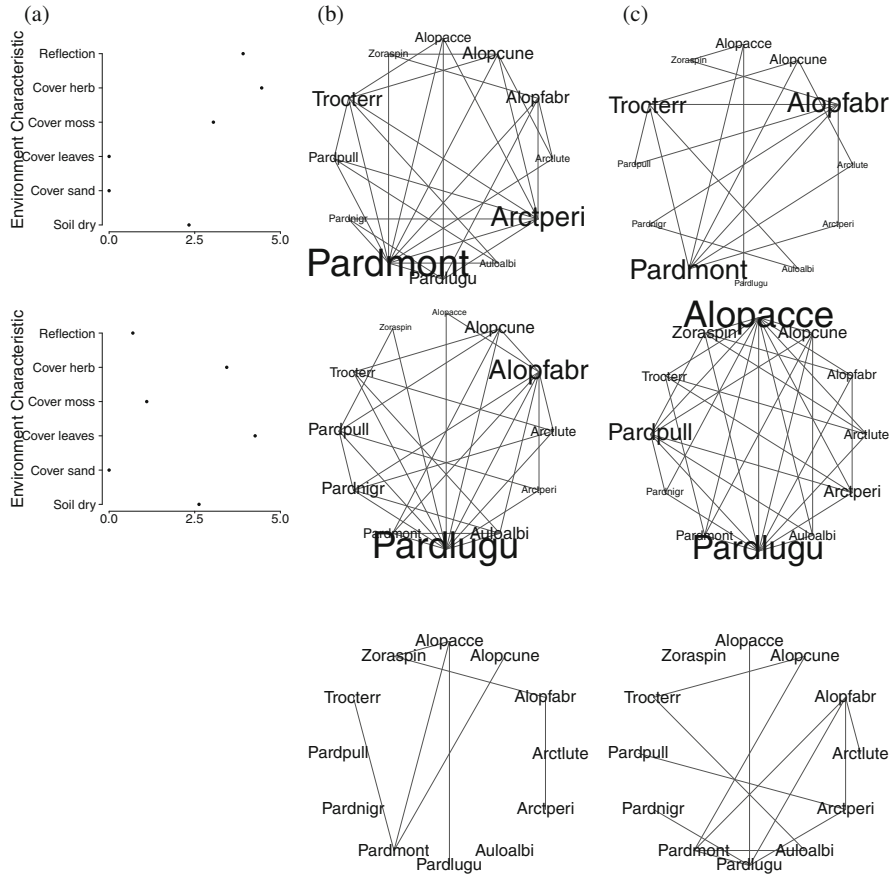 (a) (b) (c)
Environment Characteristic
Reflection
Cover herb
Cover moss
Cover leaves
Cover sand
Soil dry
0.0 2.5 5.0
Alopacce
Zoraspin Alopcune
Trocterr Alopfabr
Pardpull Arctlute
Pardnigr Arctperi
Pardmont Auloalbi
Pardlugu
Alopacce
Zoraspin Alopcune
Trocterr Alopfabr
Pardpull Arctlute
Pardnigr Arctperi
Pardmont Auloalbi
Pardlugu
Environment Characteristic
Reflection
Cover herb
Cover moss
Cover leaves
Cover sand
Soil dry
0.0 2.5 5.0
Alopacce
Zoraspin Alopcune
Trocterr Alopfabr
Pardpull Arctlute
Pardnigr Arctperi
Pardmont Auloalbi
Pardlugu
Alopacce
Zoraspin Alopcune
Trocterr Alopfabr
Pardpull Arctlute
Pardnigr Arctperi
Pardmont Auloalbi
Pardlugu
Alopacce
Zoraspin Alopcune
Trocterr Alopfabr
Pardpull Arctlute
Pardnigr Arctperi
Pardmont Auloalbi
Pardlugu
Alopacce
Zoraspin Alopcune
Trocterr Alopfabr
Pardpull Arctlute
Pardnigr Arctperi
Pardmont Auloalbi
Pardlugu